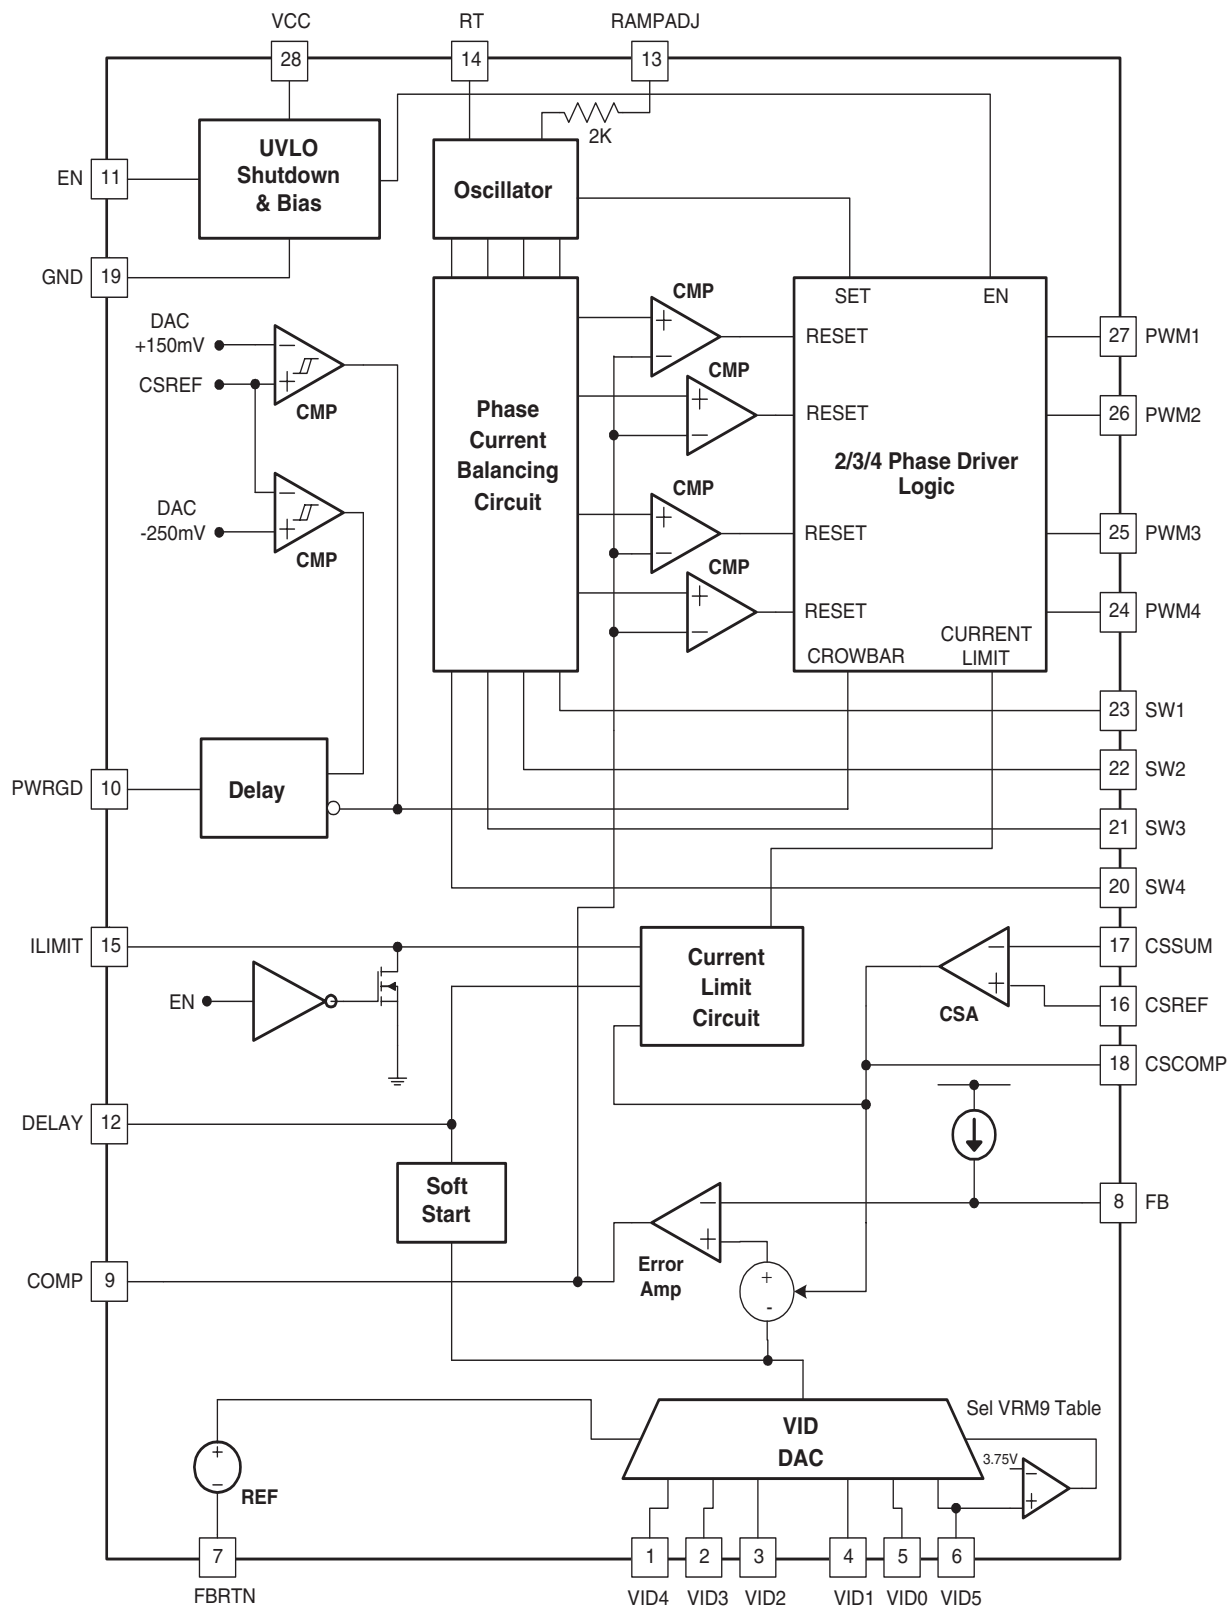 VCC
RT
RAMPADJ
28
14
13
2K
UVLO
Shutdown
& Bias
EN
11
Oscillator
GND
19
CMP
SET
EN
DAC
+150mV
−
+
CSREF
CMP
+
−
RESET
27
PWM1
CMP
+
−
RESET
26
PWM2
Phase
Current
Balancing
Circuit
2/3/4 Phase Driver
Logic
DAC
-250mV
−
+
CMP
CMP
+
−
RESET
25
PWM3
CMP
+
−
RESET
24
PWM4
CROWBAR
CURRENT
LIMIT
23
SW1
22
SW2
PWRGD
10
Delay
21
SW3
20
SW4
ILIMIT
15
Current
Limit
Circuit
−
+
CSA
17
CSSUM
EN
16
CSREF
18
CSCOMP
DELAY
12
Soft
Start
−
+
Error
Amp
8
FB
COMP
9
+
-
Sel VRM9 Table
VID
DAC
3.75V
−
+
+
−
REF
7
1
2
3
4
5
6
FBRTN
VID4
VID3
VID2
VID1
VID0
VID5